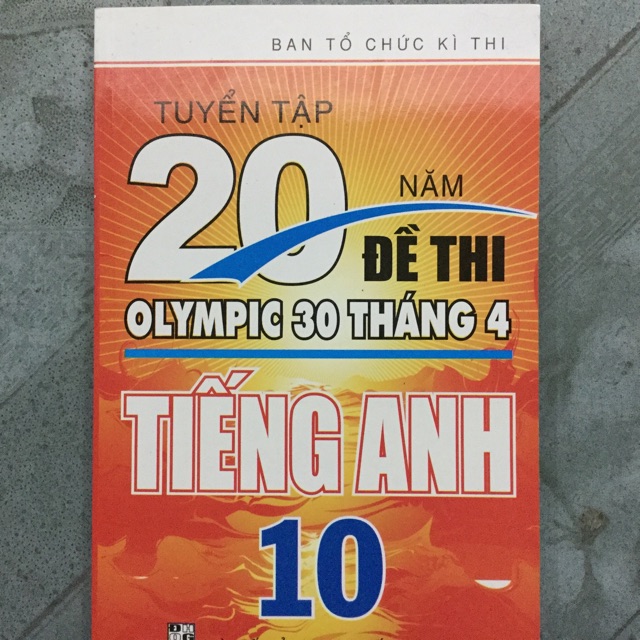 BAN TỔ CHỨC KÌ THI
TUYỂN TẬP
20 NĂM
ĐỀ THI
OLYMPIC 30 THÁNG 4
TIẾNG ANH
10